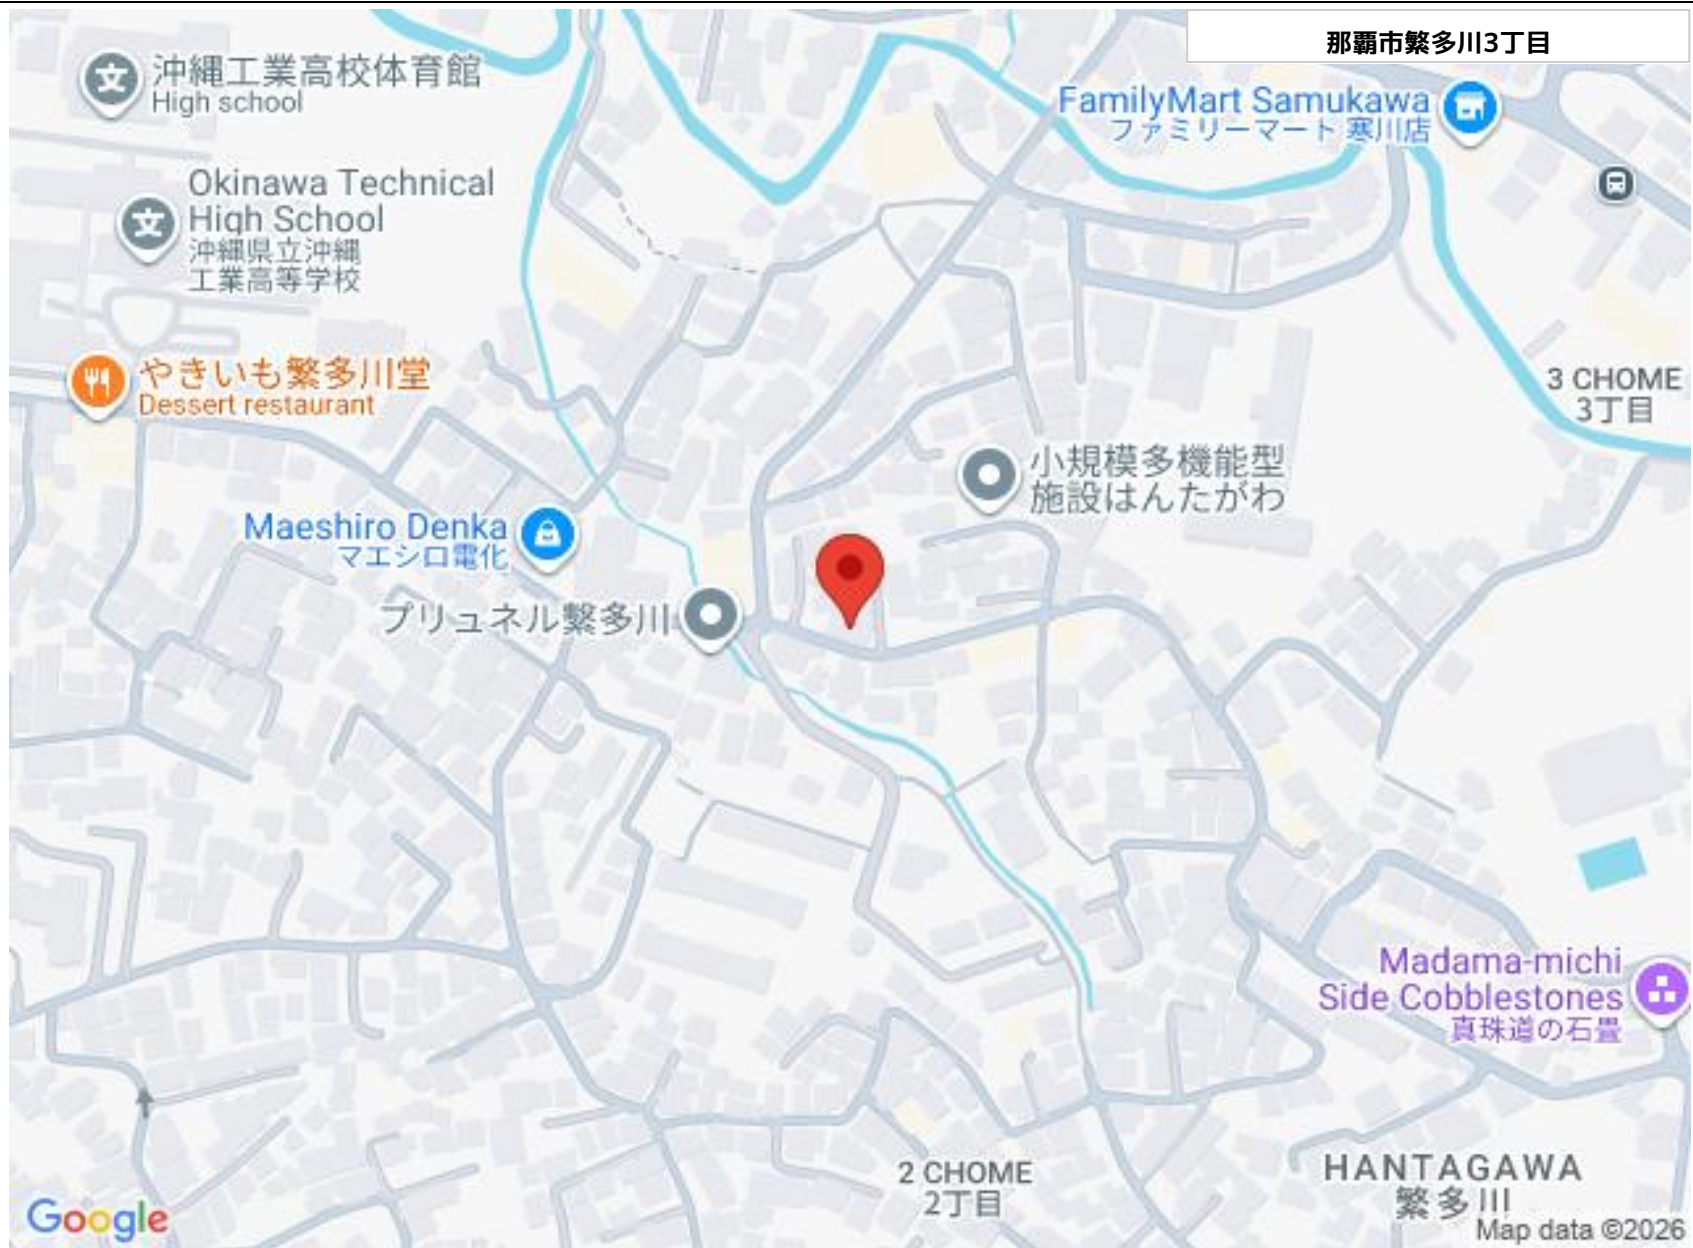 那覇市繁多川3丁目
沖縄工業高校体育館
High school
FamilyMart Samukawa
ファミリーマート 寒川店
Okinawa Technical
High School
沖縄県立沖縄
工業高等学校
やきいも繁多川堂
Dessert restaurant
3 CHOME
3丁目
小規模多機能型
施設はんたがわ
Maeshiro Denka
マエシロ電化
プリュネル繁多川
Madama-michi
Side Cobblestones
真珠道の石畳
2 CHOME
2丁目
HANTAGAWA
繁多川
Google
Map data ©2026